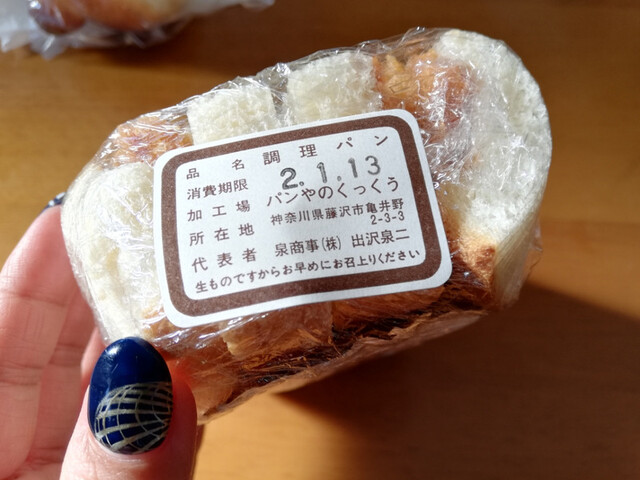 品名 調理パン
消費期限 2.1.13
加工場 パンやのくっくう
所在地 神奈川県藤沢市亀井野
2-3-3
代表者 泉商事(株) 出沢泉二
生ものですからお早めにお召上りください